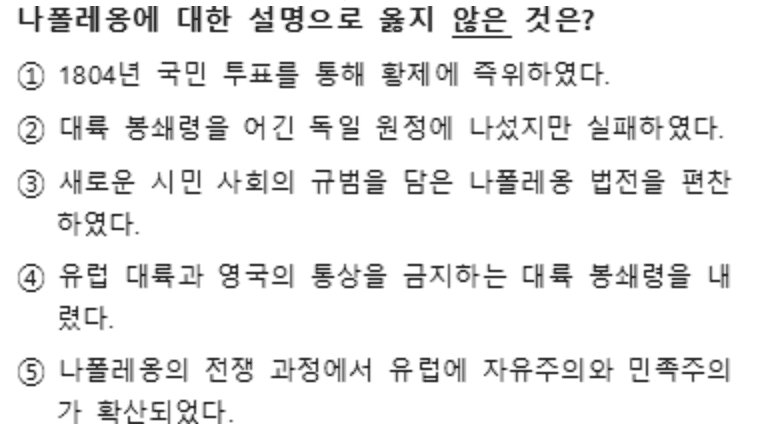 나폴레옹에 대한 설명으로 옳지 않은 것은?
① 1804년 국민 투표를 통해 황제에 즉위하였다.
② 대륙 봉쇄령을 어긴 독일 원정에 나섰지만 실패하였다.
③ 새로운 시민 사회의 규범을 담은 나폴레옹 법전을 편찬
하였다.
④ 유럽 대륙과 영국의 통상을 금지하는 대륙 봉쇄령을 내
렸다.
⑤ 나폴레옹의 전쟁 과정에서 유럽에 자유주의와 민족주의
가 확산되었다.